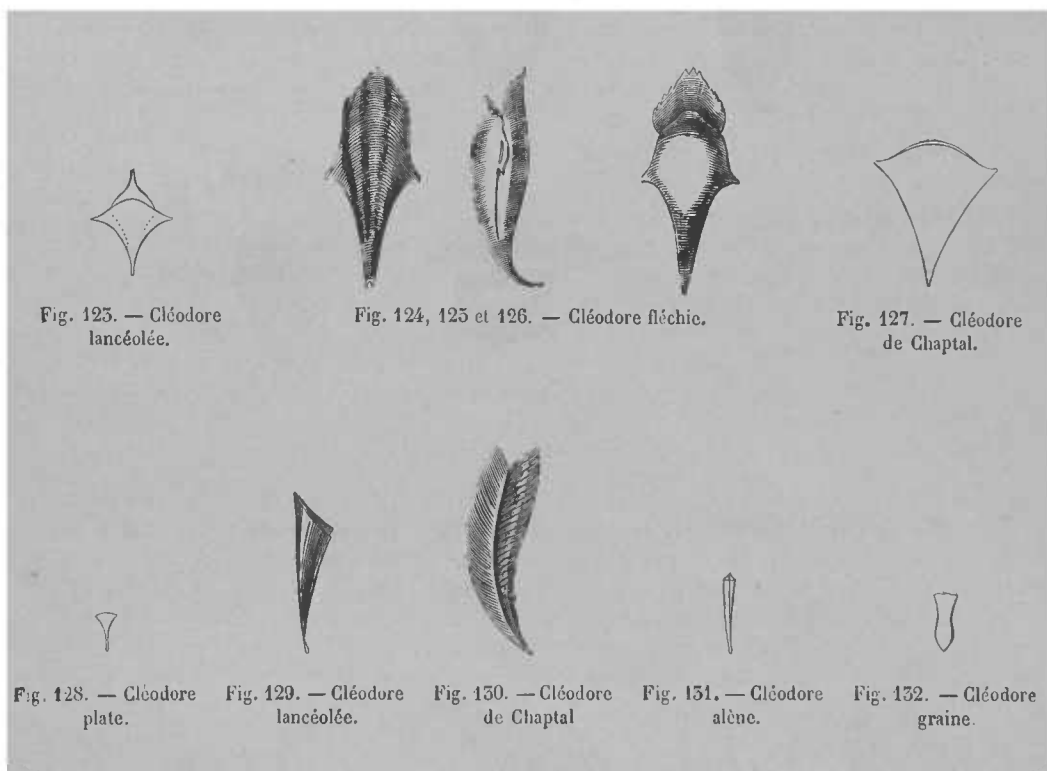 Fig. 123. — Cléodore
lancéolée.
Fig. 124, 125 et 126. — Cléodore fléchie.
Fig. 127. — Cléodore
de Chaptal.
Fig. 128. — Cléodore
plate.
Fig. 129. — Cléodore
lancéolée.
Fig. 130. — Cléodore
de Chaptal
Fig. 131. — Cléodore
alène.
Fig. 132. — Cléodore
graine.